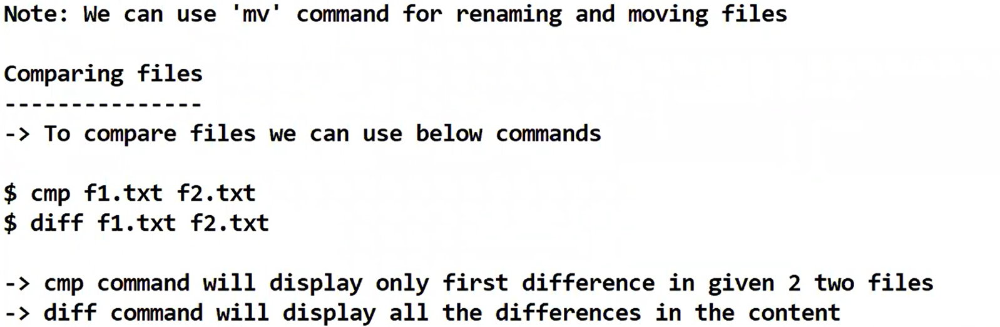 Note: We can use 'mv' command for renaming and moving files
Comparing files
---------------
-> To compare files we can use below commands
$ cmp f1.txt f2.txt
$ diff f1.txt f2.txt
-> cmp command will display only first difference in given 2 two files
-> diff command will display all the differences in the content